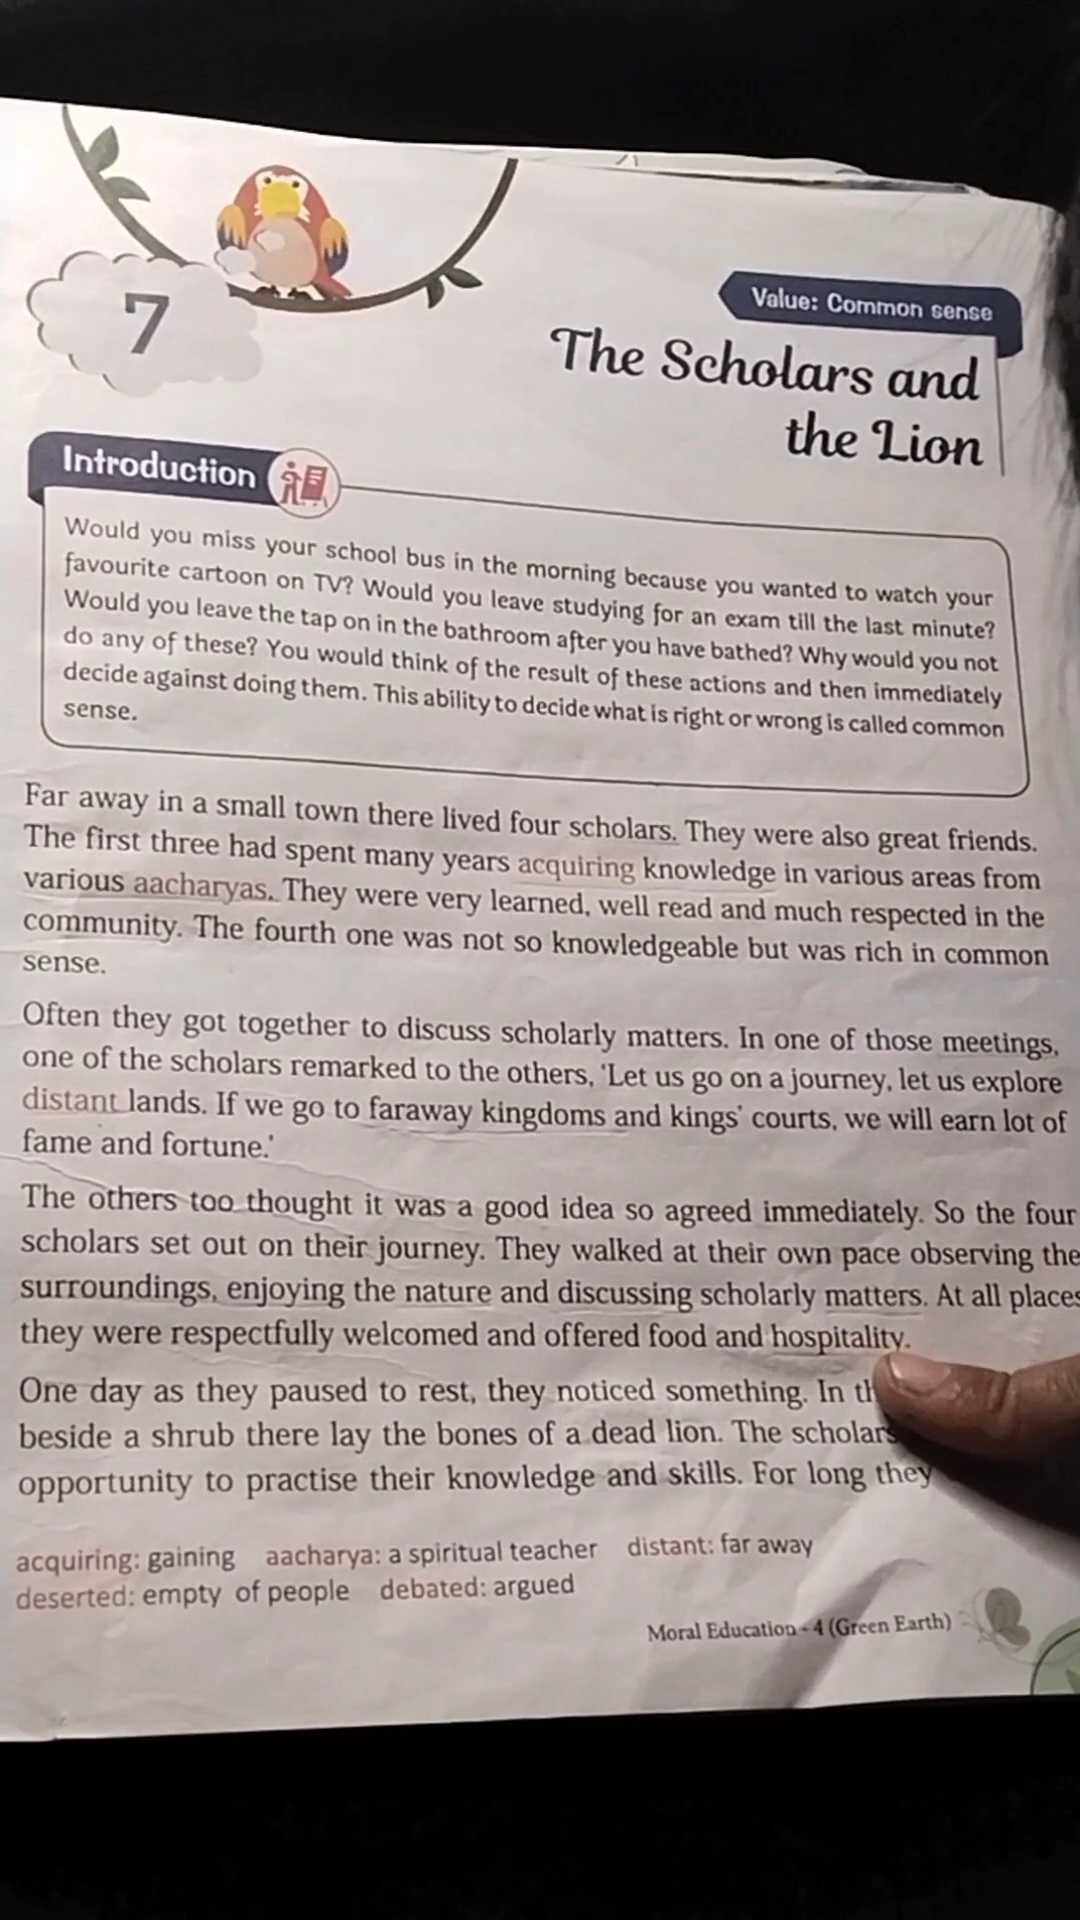 7
Value: Common sense
The Scholars and
the Lion
Introduction
Would you miss your school bus in the morning because you wanted to watch your
favourite cartoon on TV? Would you leave studying for an exam till the last minute?
Would you leave the tap on in the bathroom after you have bathed? Why would you not
do any of these? You would think of the result of these actions and then immediately
decide against doing them. This ability to decide what is right or wrong is called common
sense.
Far away in a small town there lived four scholars. They were also great friends.
The first three had spent many years acquiring knowledge in various areas from
various aacharyas. They were very learned, well read and much respected in the
community. The fourth one was not so knowledgeable but was rich in common
sense.
Often they got together to discuss scholarly matters. In one of those meetings,
one of the scholars remarked to the others, 'Let us go on a journey, let us explore
distant lands. If we go to faraway kingdoms and kings' courts, we will earn lot of
fame and fortune.'
The others too thought it was a good idea so agreed immediately. So the four
scholars set out on their journey. They walked at their own pace observing the
surroundings, enjoying the nature and discussing scholarly matters. At all places
they were respectfully welcomed and offered food and hospitality.
One day as they paused to rest, they noticed something. In
beside a shrub there lay the bones of a dead lion. The scholars
opportunity to practise their knowledge and skills. For long they
acquiring: gaining aacharya: a spiritual teacher distant: far away
deserted: empty of people debated: argued
Moral Education - 4 (Green Earth)